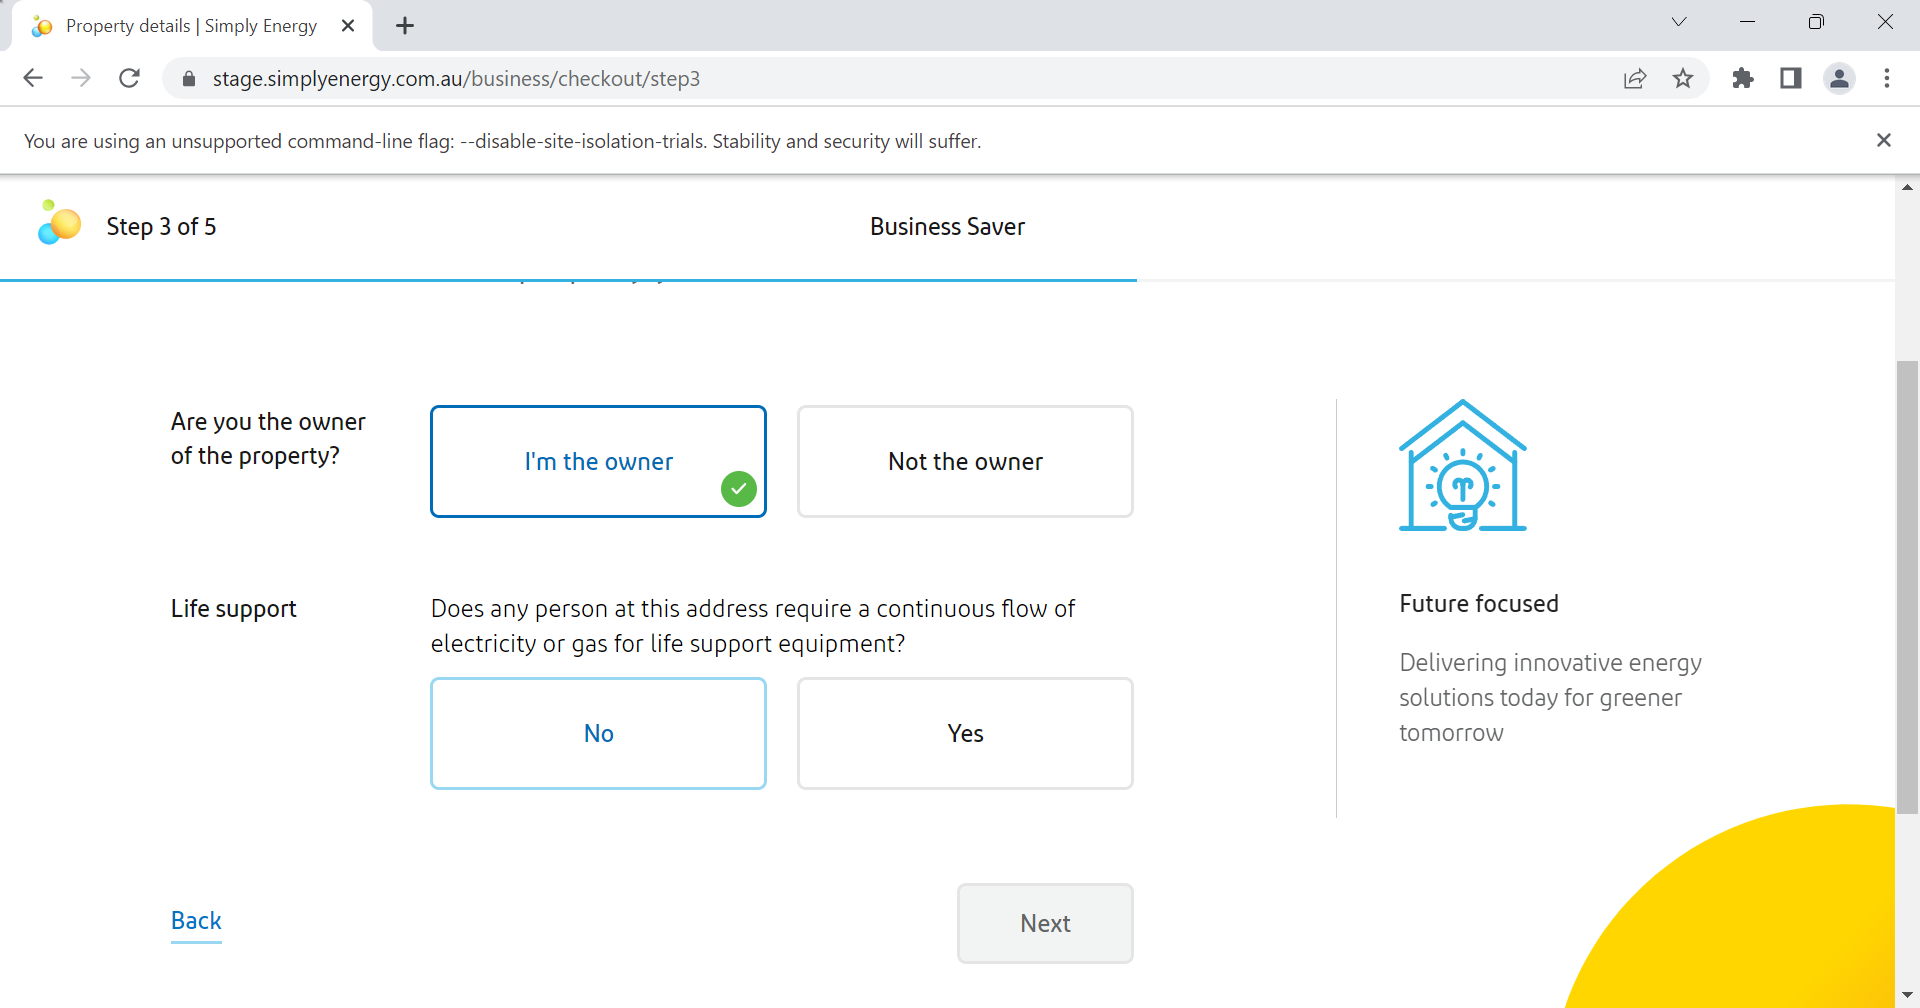 Property details | Simply Energy
stage.simplyenergy.com.au/business/checkout/step3
You are using an unsupported command-line flag: --disable-site-isolation-trials. Stability and security will suffer.
Step 3 of 5
Business Saver
Are you the owner
of the property?
I'm the owner
Not the owner
Life support
Does any person at this address require a continuous flow of
electricity or gas for life support equipment?
No
Yes
Future focused
Delivering innovative energy
solutions today for greener
tomorrow
Back
Next